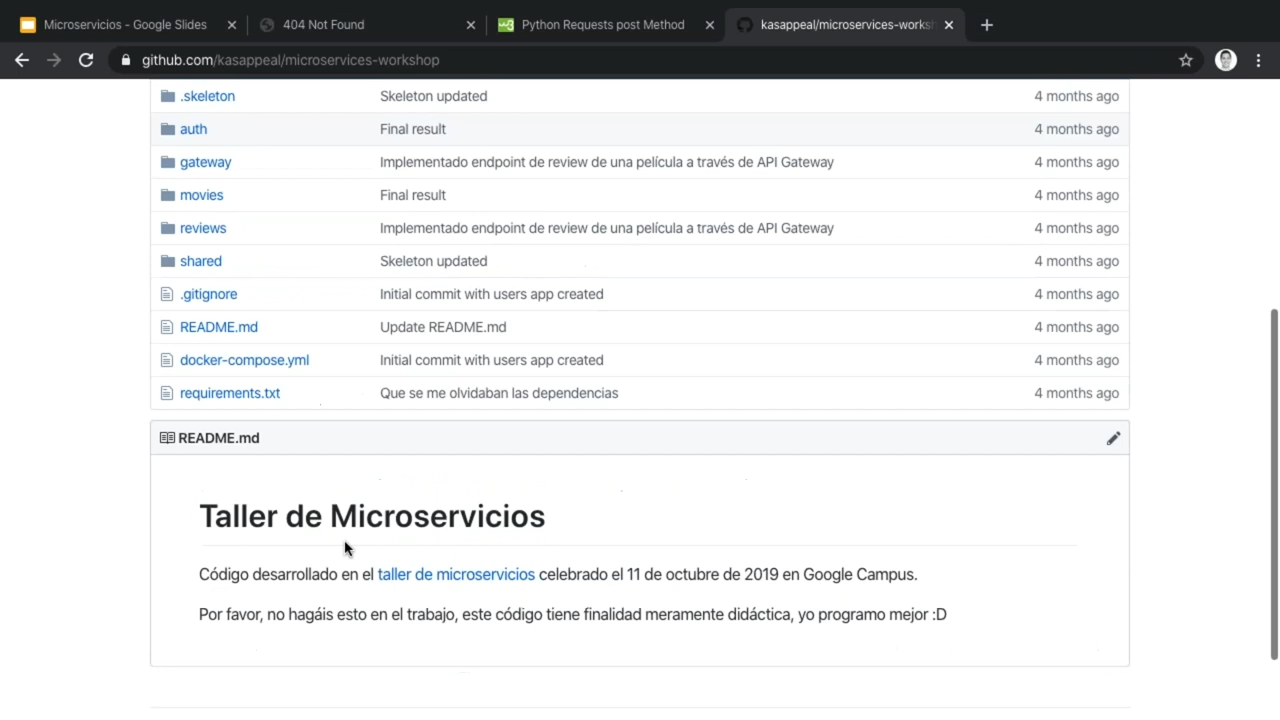 Microservicios - Google Slides
404 Not Found
Python Requests post Method
kasappeal/microservices-works
github.com/kasappeal/microservices-workshop
.skeleton Skeleton updated 4 months ago
auth Final result 4 months ago
gateway Implementado endpoint de review de una película a través de API Gateway 4 months ago
movies Final result 4 months ago
reviews Implementado endpoint de review de una película a través de API Gateway 4 months ago
shared Skeleton updated 4 months ago
.gitignore Initial commit with users app created 4 months ago
README.md Update README.md 4 months ago
docker-compose.yml Initial commit with users app created 4 months ago
requirements.txt Que se me olvidaban las dependencias 4 months ago
README.md
Taller de Microservicios
Código desarrollado en el taller de microservicios celebrado el 11 de octubre de 2019 en Google Campus.
Por favor, no hagáis esto en el trabajo, este código tiene finalidad meramente didáctica, yo programo mejor :D